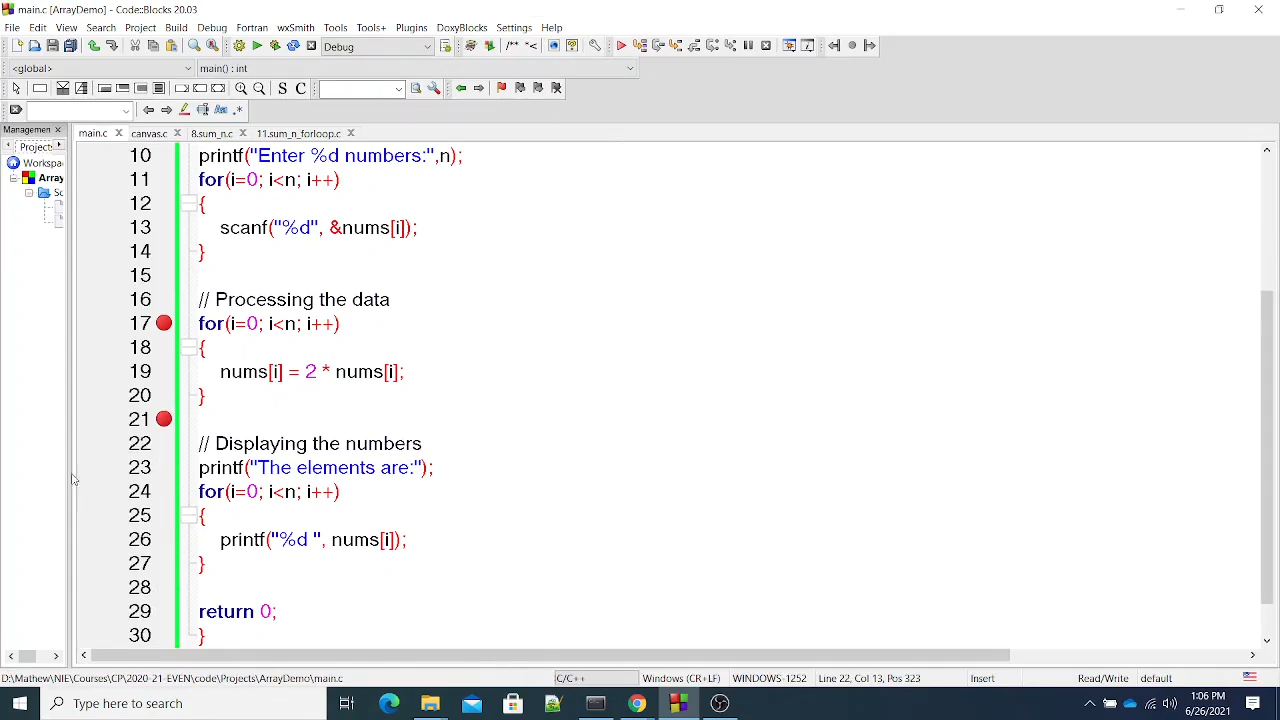 main.c [ArrayDemo] - Code::Blocks 20.03
File Edit View Search Project Build Debug Fortran wxSmith Tools Tools+ Plugins DoxyBlocks Settings Help
Debug
/** *<
<global> main() : int
S C
Aa .*
Management × main.c × canvas.c × 8.sum_n.c × 11.sum_n_forloop.c ×
Project
Workspa
Array
Sc
10 printf("Enter %d numbers:",n);
11 for(i=0; i<n; i++)
12 {
13 scanf("%d", &nums[i]);
14 }
15
16 // Processing the data
17 for(i=0; i<n; i++)
18 {
19 nums[i] = 2 * nums[i];
20 }
21
22 // Displaying the numbers
23 printf("The elements are:");
24 for(i=0; i<n; i++)
25 {
26 printf("%d ", nums[i]);
27 }
28
29 return 0;
30 }
D:\Mathew\NIE\Courses\CP\2020-21-EVEN\code\Projects\ArrayDemo\main.c C/C++ Windows (CR+LF) WINDOWS-1252 Line 22, Col 13, Pos 323 Insert Read/Write default
Type here to search
1:06 PM
6/26/2021